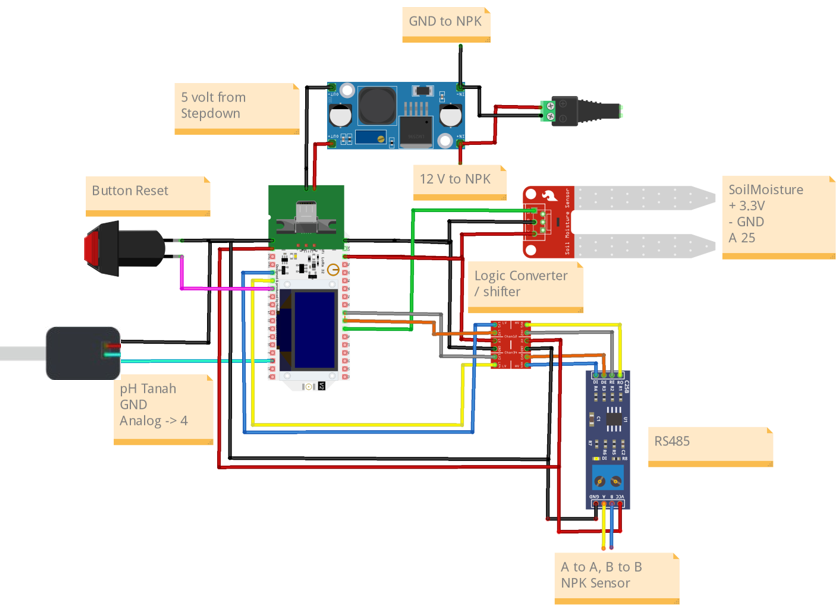 GND to NPK
5 volt from
Stepdown
12 V to NPK
Button Reset
SoilMoisture
+ 3.3V
- GND
A 25
Soil Moisture Sensor
Logic Converter
/ shifter
pH Tanah
GND
Analog -> 4
RS485
A to A, B to B
NPK Sensor